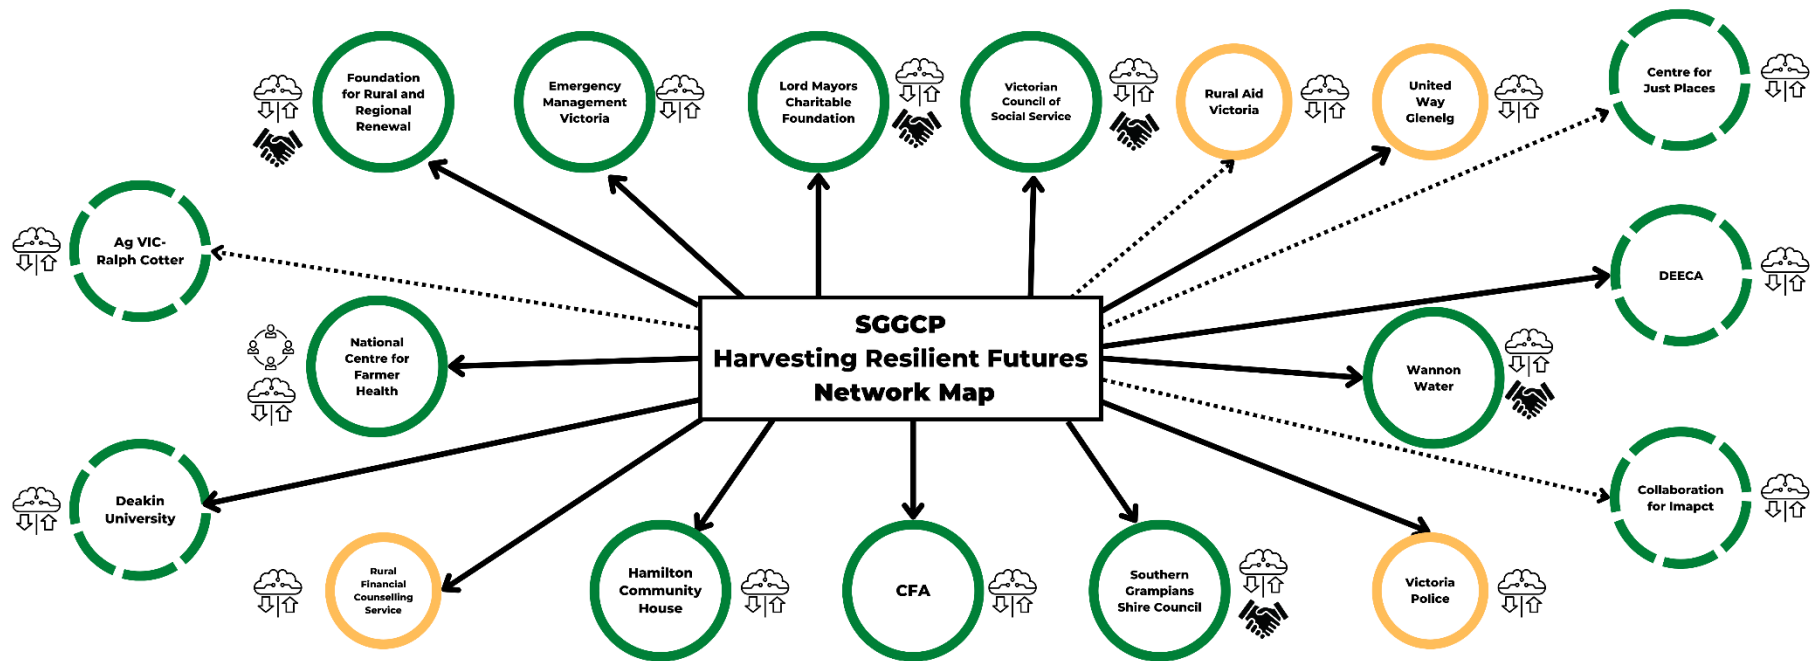 Foundation
for Rural and
Regional
Renewal
Emergency
Management
Victoria
Lord Mayors
Charitable
Foundation
Victorian
Council of
Social Service
Rural Aid
Victoria
United
Way
Glenelg
Centre for
Just Places
Ag VIC-
Ralph Cotter
DEECA
SGGCP
Harvesting Resilient Futures
Network Map
National
Centre for
Farmer
Health
Wannon
Water
Deakin
University
Collaboration
for Imapct
Rural
Financial
Counselling
Service
Hamilton
Community
House
CFA
Southern
Grampians
Shire Council
Victoria
Police